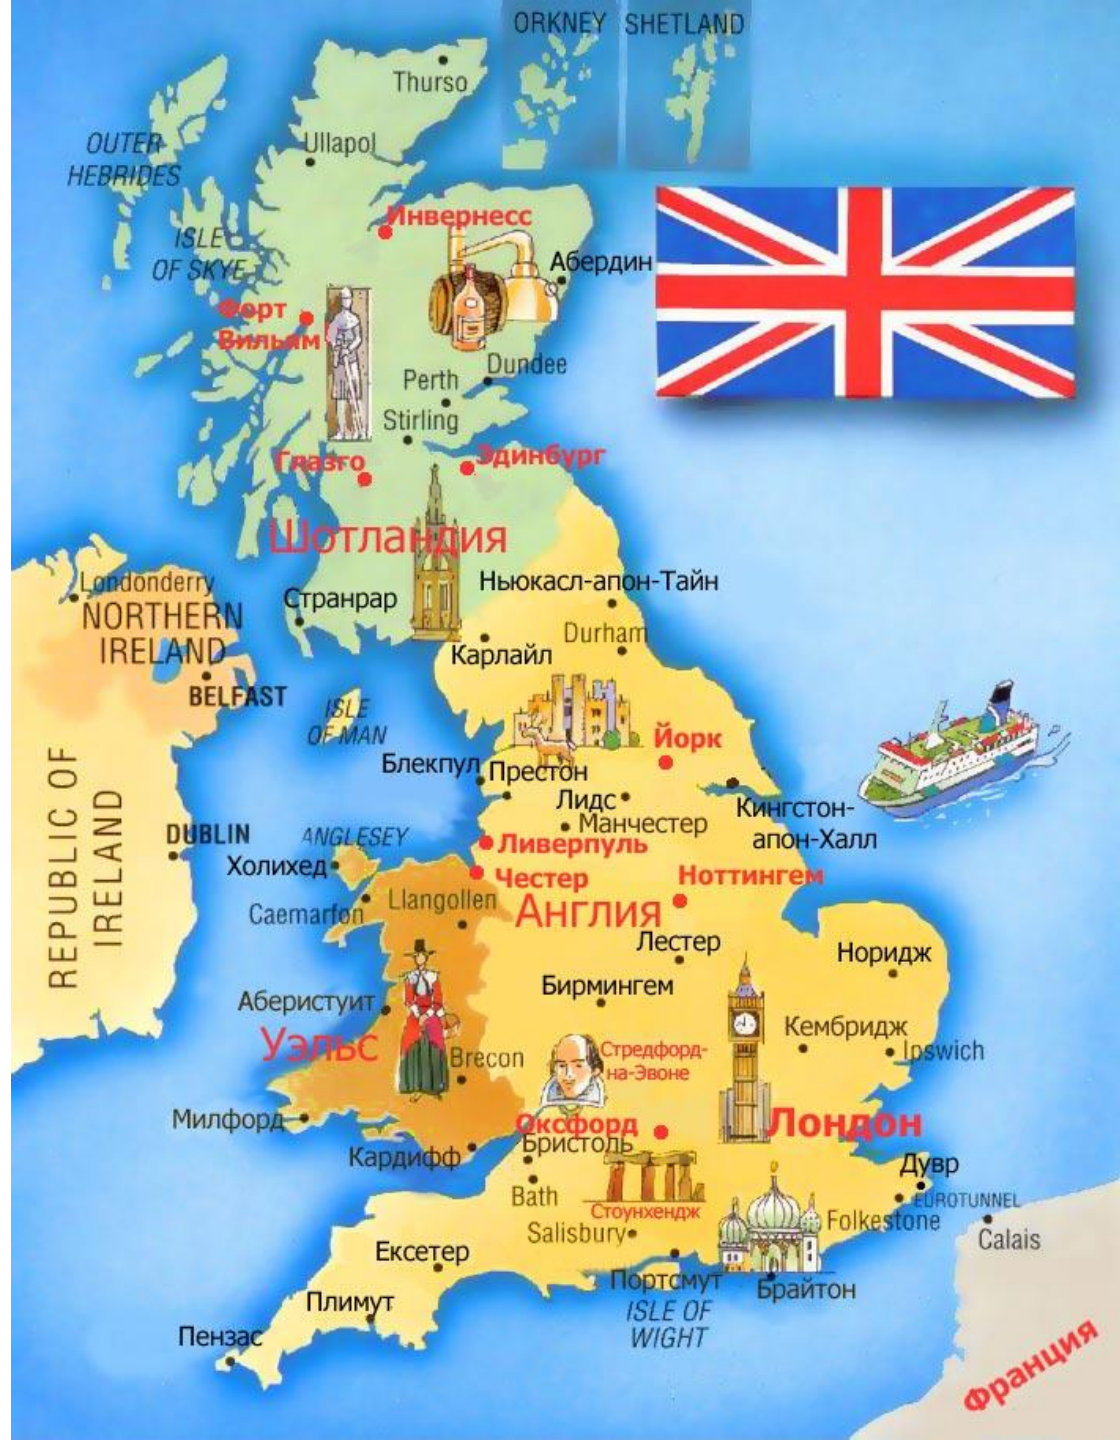 ORKNEY SHETLAND
Thurso
OUTER
HEBRIDES
Ullapol
ISLE
OF SKYE
Инвернесс
Абердин
Форт
Вильям
Dundee
Perth
Stirling
Глазго
Эдинбург
Шотландия
Londonderry
NORTHERN
IRELAND
BELFAST
Странрар
Ньюкасл-апон-Тайн
Durham
Карлайл
ISLE
OF MAN
Йорк
Блекпул
Престон
Лидс
Манчестер
Кингстон-
апон-Халл
REPUBLIC OF
IRELAND
DUBLIN
ANGLESEY
Холихед
Ливерпуль
Честер
Ноттингем
Caemarfon
Llangollen
Англия
Лестер
Норидж
Бирмингем
Аберистуит
Уэльс
Кембридж
Ipswich
Brecon
Стредфорд-
на-Эвоне
Милфорд
Оксфорд
Лондон
Бристоль
Кардифф
Дувр
Bath
Стоунхендж
EUROTUNNEL
Folkestone
Salisbury
Calais
Ексетер
Портсмут
Брайтон
ISLE OF
WIGHT
Плимут
Пензас
Франция